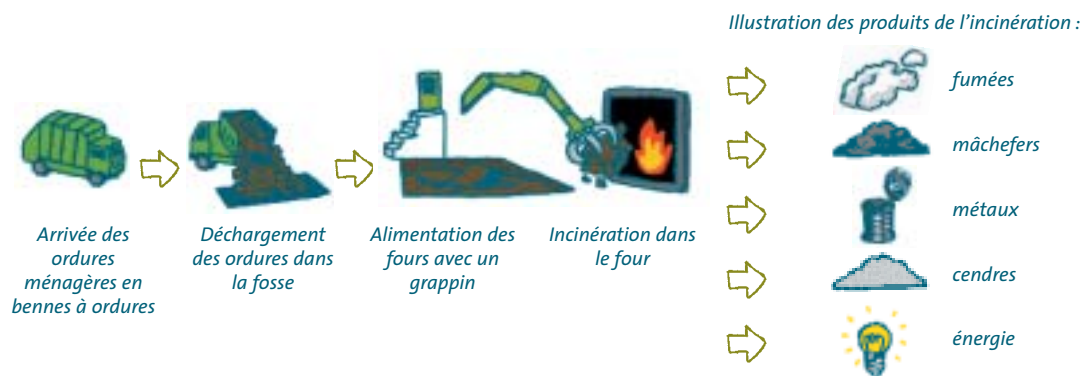 Illustration des produits de l'incinération :
fumées
mâchefers
métaux
cendres
énergie
Arrivée des
ordures
ménagères en
bennes à ordures
Déchargement
des ordures dans
la fosse
Alimentation des
fours avec un
grappin
Incinération dans
le four